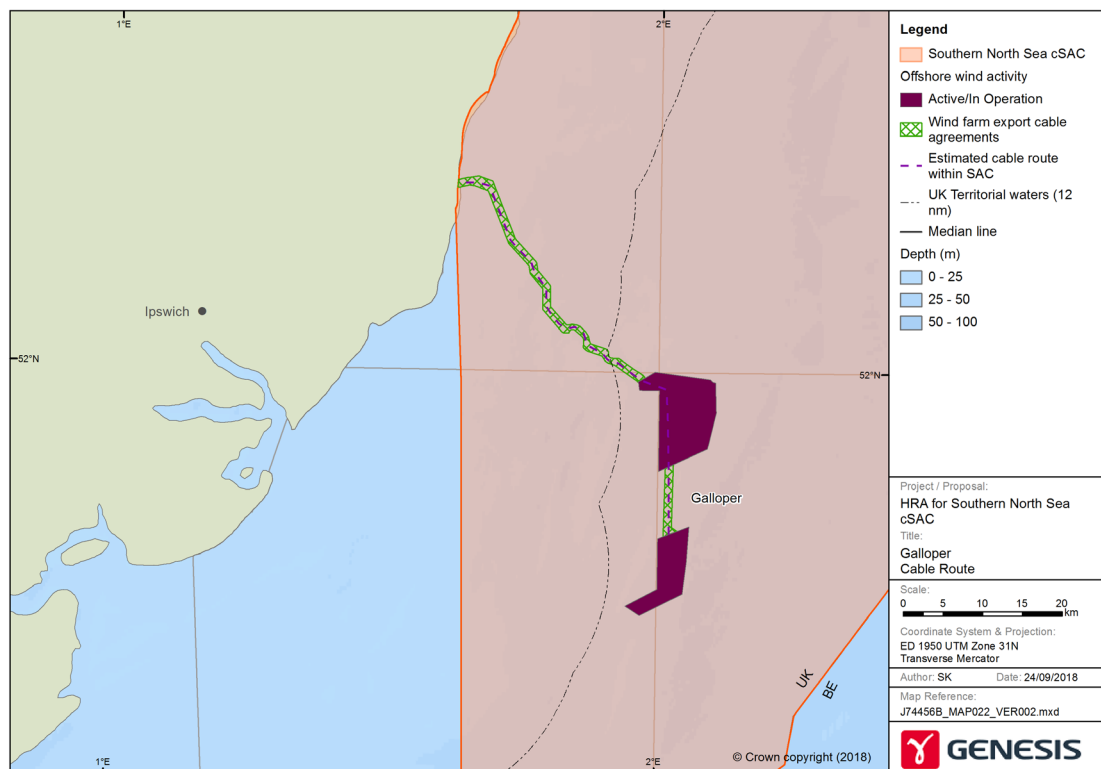 1°E
2°E
Ipswich
52°N
52°N
Galloper
UK
BE
1°E
2°E
© Crown copyright (2018)
Legend
Southern North Sea cSAC
Offshore wind activity
Active/In Operation
Wind farm export cable
agreements
Estimated cable route
within SAC
UK Territorial waters (12
nm)
Median line
Depth (m)
0 - 25
25 - 50
50 - 100
Project / Proposal:
HRA for Southern North Sea
cSAC
Title:
Galloper
Cable Route
Scale:
0 5 10 15 20
km
Coordinate System & Projection:
ED 1950 UTM Zone 31N
Transverse Mercator
Author: SK Date: 24/09/2018
Map Reference:
J74456B_MAP022_VER002.mxd
GENESIS